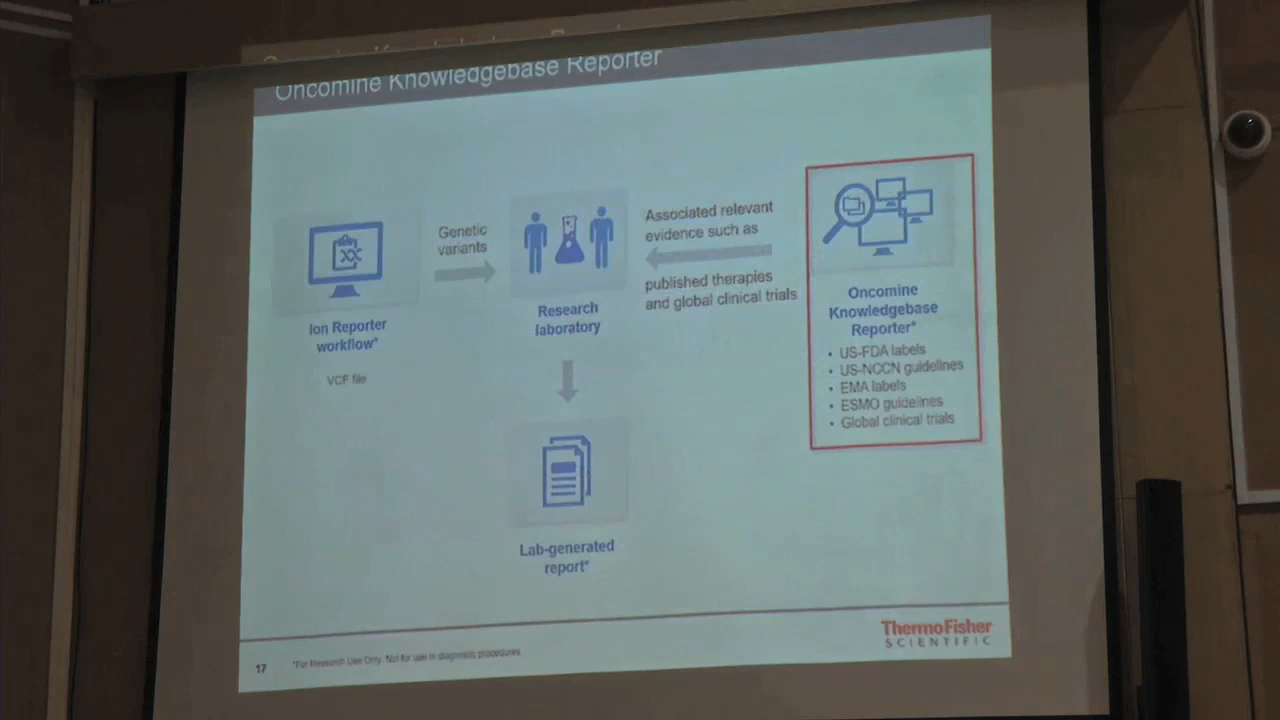 Oncomine Knowledgebase Reporter
Genetic
variants
Associated relevant
evidence such as
published therapies
and global clinical trials
Ion Reporter
workflow*
VCF file
Research
laboratory
Oncomine
Knowledgebase
Reporter*
• US-FDA labels
• US-NCCN guidelines
• EMA labels
• ESMO guidelines
• Global clinical trials
Lab-generated
report*
17
*For Research Use Only. Not for use in diagnostic procedures
ThermoFisher
SCIENTIFIC